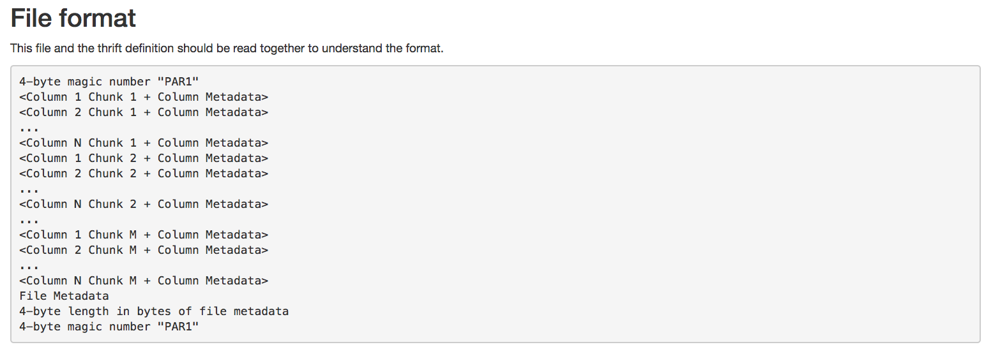 File format
This file and the thrift definition should be read together to understand the format.
4-byte magic number "PAR1"
<Column 1 Chunk 1 + Column Metadata>
<Column 2 Chunk 1 + Column Metadata>
...
<Column N Chunk 1 + Column Metadata>
<Column 1 Chunk 2 + Column Metadata>
<Column 2 Chunk 2 + Column Metadata>
...
<Column N Chunk 2 + Column Metadata>
...
<Column 1 Chunk M + Column Metadata>
<Column 2 Chunk M + Column Metadata>
...
<Column N Chunk M + Column Metadata>
File Metadata
4-byte length in bytes of file metadata
4-byte magic number "PAR1"